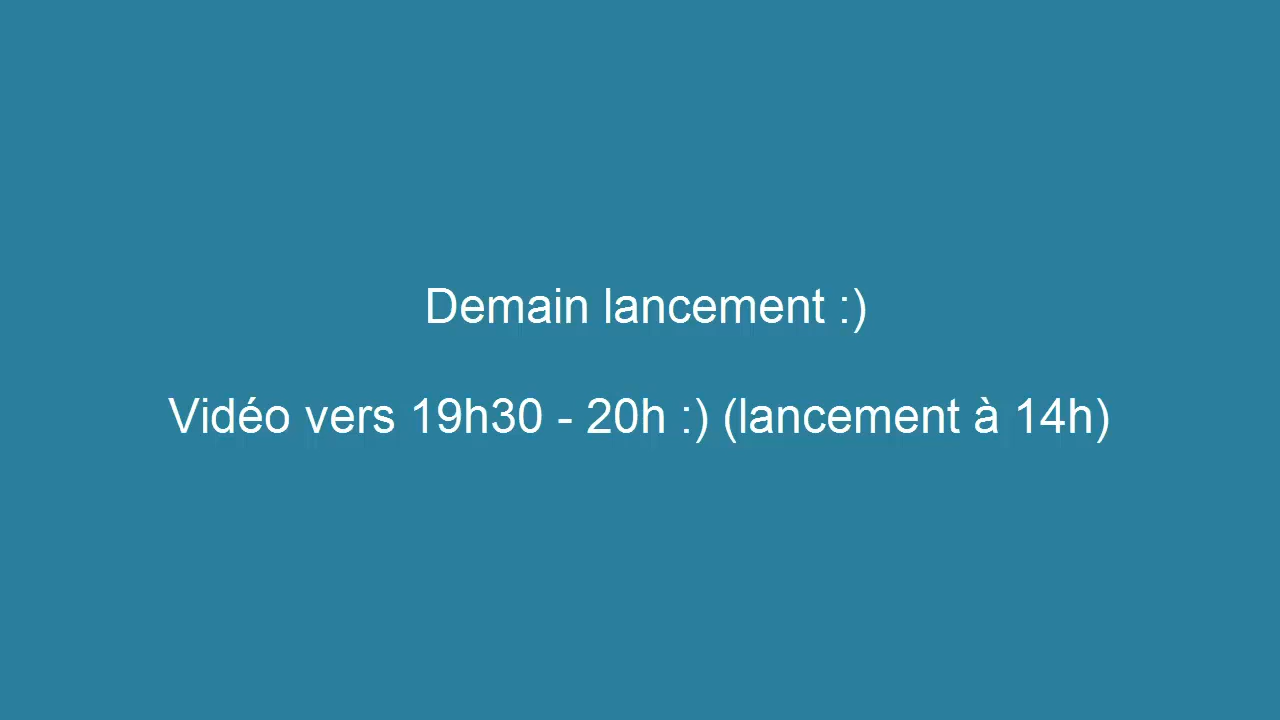 Demain lancement :)
Vidéo vers 19h30 - 20h :) (lancement à 14h)